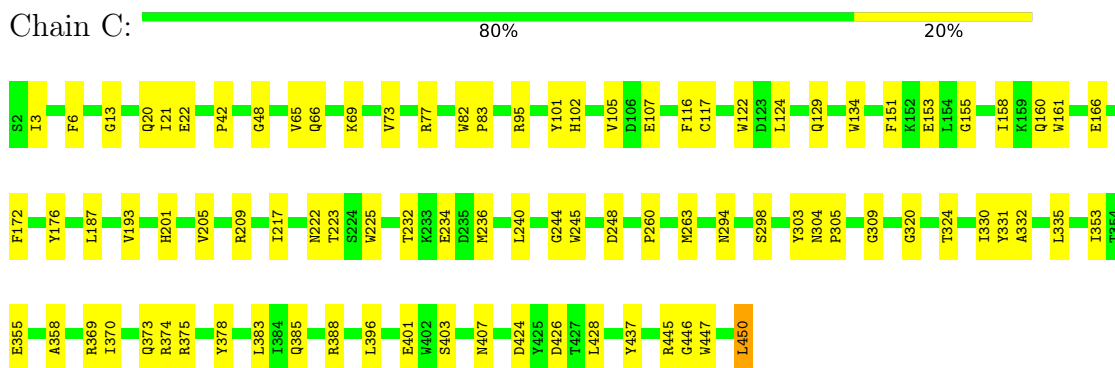 Chain C:
80% 20%
S2 I3 F6 G13 Q20 I21 E22 P42 G48 V65 Q66 K69 V73 R77 W82 P83 R95 Y101 H102 V105 D106 E107 F116 C117 W122 D123 L124 Q129 W134 F151 K152 E153 L154 G155 I158 K159 Q160 W161 E166
F172 Y176 L187 V193 H201 V205 R209 I217 N222 T223 S224 W225 T232 K233 E234 D235 M236 L240 G244 W245 D248 P260 M263 N294 S298 Y303 N304 P305 G309 G320 T324 I330 Y331 A332 L335 I353 T354
E355 A358 R369 I370 Q373 R374 R375 Y378 L383 I384 Q385 R388 L396 E401 W402 S403 N407 D424 Y425 D426 T427 L428 Y437 R445 G446 W447 L450